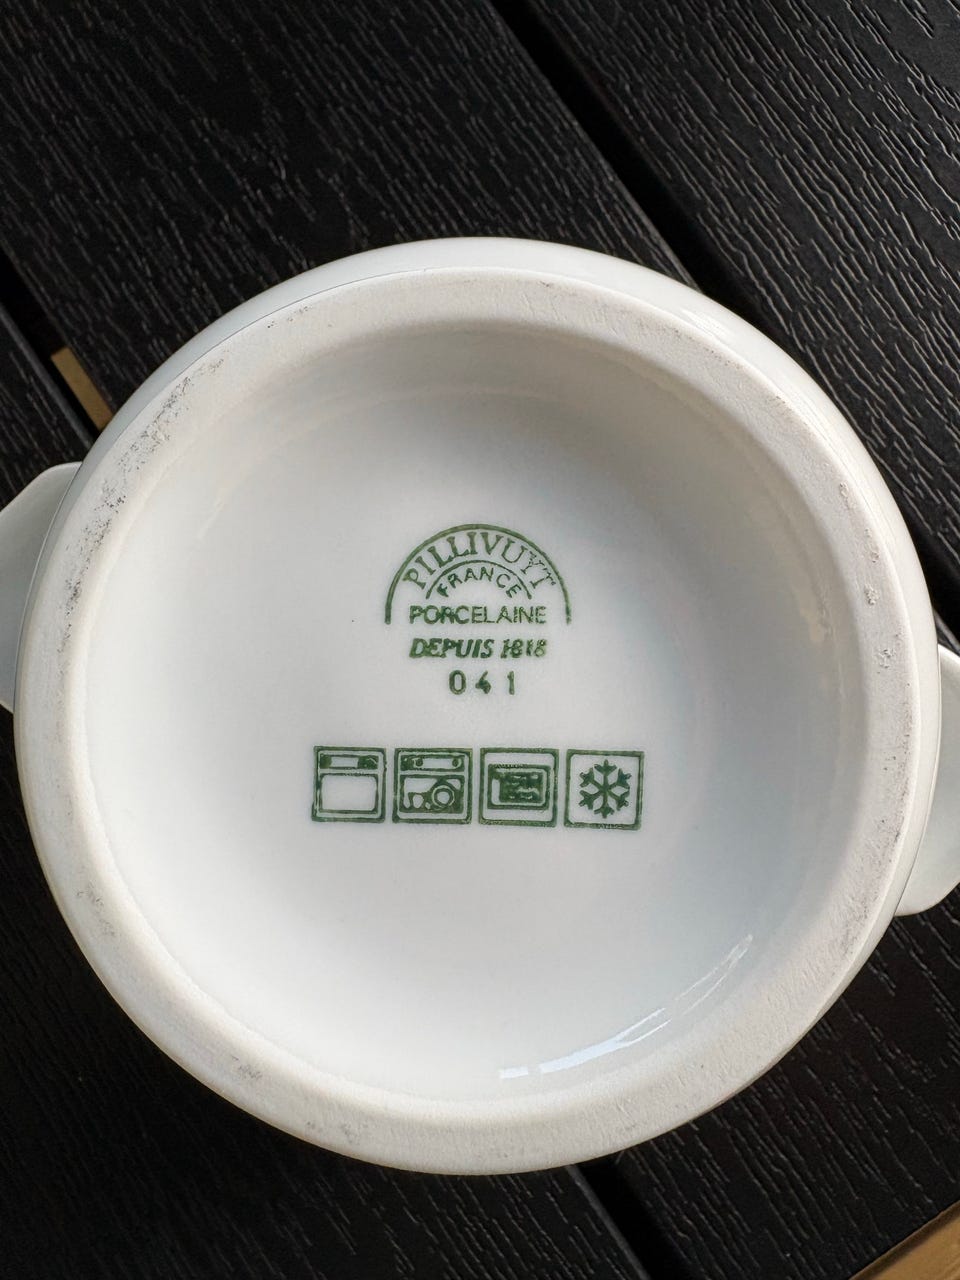 PILLIVUYT
FRANCE
PORCELAINE
DEPUIS 1818
041